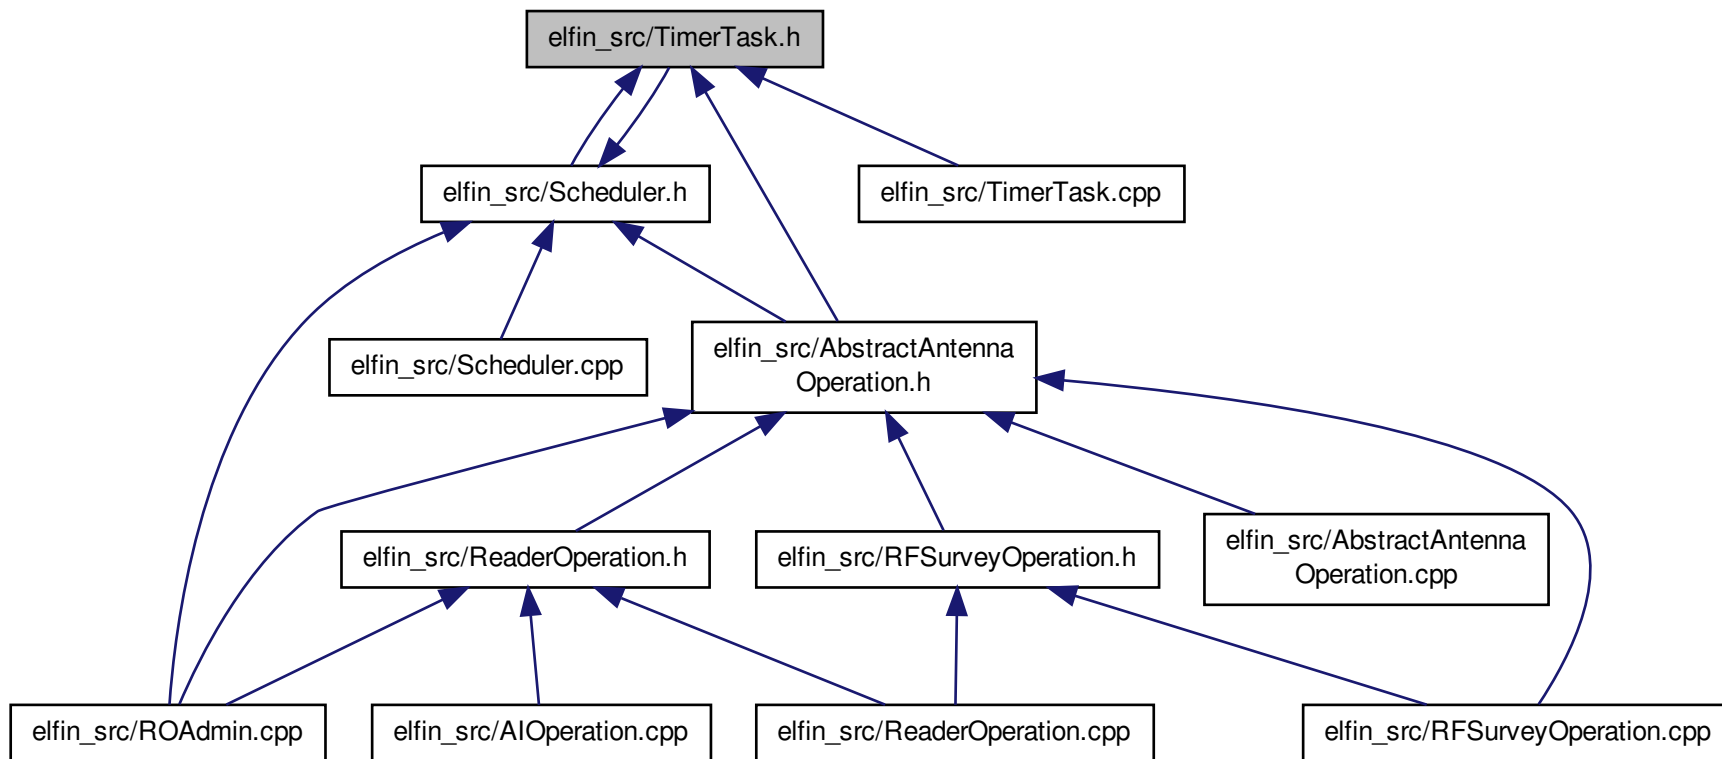 elfin_src/TimerTask.h
elfin_src/Scheduler.h
elfin_src/TimerTask.cpp
elfin_src/Scheduler.cpp
elfin_src/AbstractAntenna
Operation.h
elfin_src/ReaderOperation.h
elfin_src/RFSurveyOperation.h
elfin_src/AbstractAntenna
Operation.cpp
elfin_src/ROAdmin.cpp
elfin_src/AIOperation.cpp
elfin_src/ReaderOperation.cpp
elfin_src/RFSurveyOperation.cpp